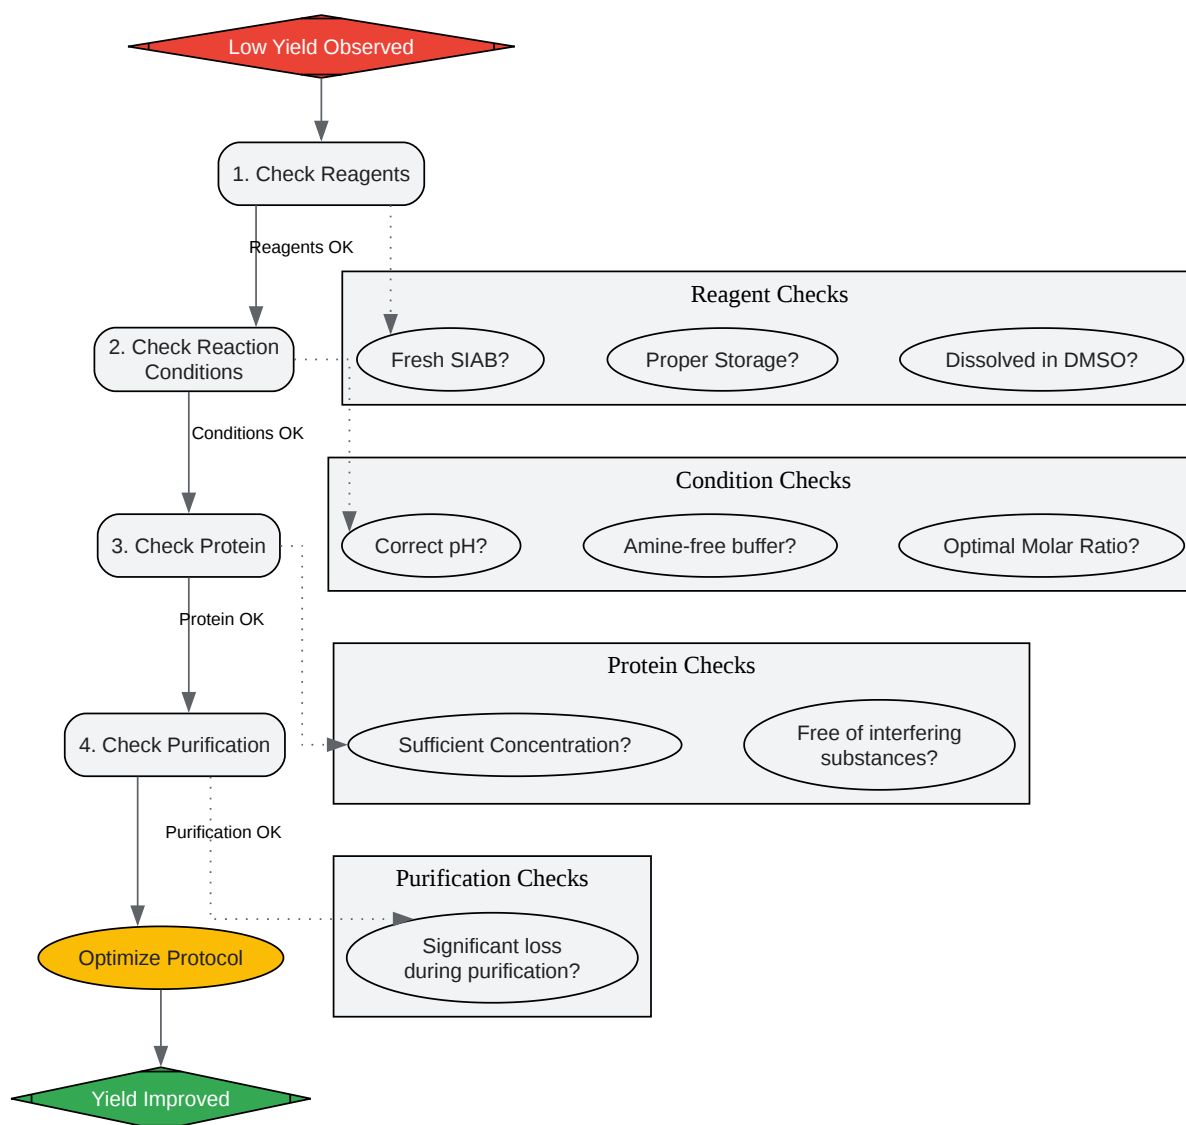 Low Yield Observed
1. Check Reagents
Reagents OK
Reagent Checks
Fresh SIAB?
Proper Storage?
Dissolved in DMSO?
2. Check Reaction
Conditions
Conditions OK
Condition Checks
Correct pH?
Amine-free buffer?
Optimal Molar Ratio?
3. Check Protein
Protein OK
Protein Checks
Sufficient Concentration?
Free of interfering
substances?
4. Check Purification
Purification OK
Purification Checks
Significant loss
during purification?
Optimize Protocol
Yield Improved